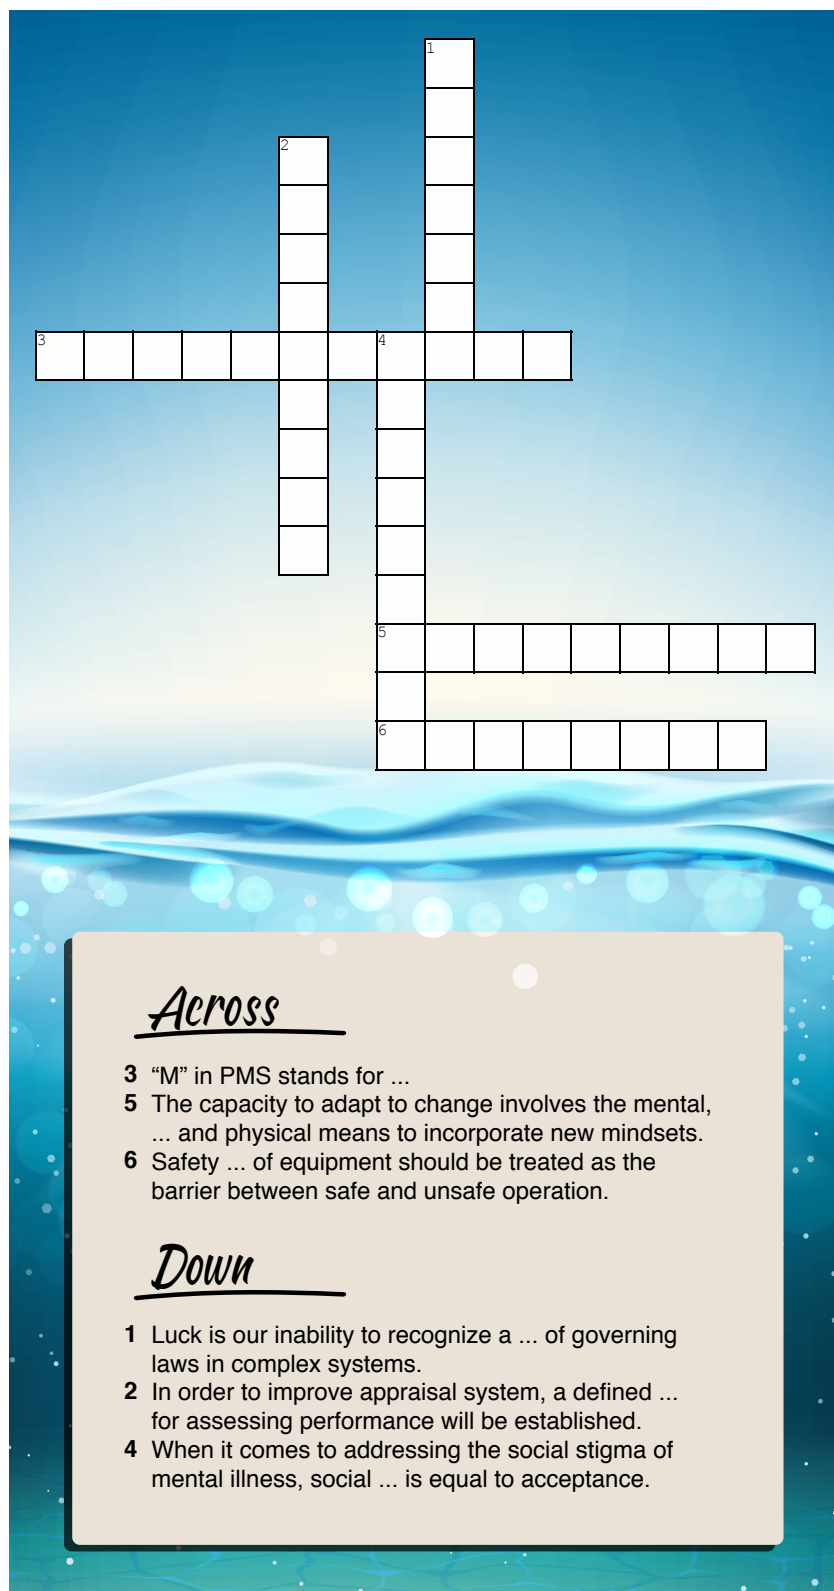 1
2
3 4
5
6
Across
3 “M” in PMS stands for ...
5 The capacity to adapt to change involves the mental,
... and physical means to incorporate new mindsets.
6 Safety ... of equipment should be treated as the
barrier between safe and unsafe operation.
Down
1 Luck is our inability to recognize a ... of governing
laws in complex systems.
2 In order to improve appraisal system, a defined ...
for assessing performance will be established.
4 When it comes to addressing the social stigma of
mental illness, social ... is equal to acceptance.